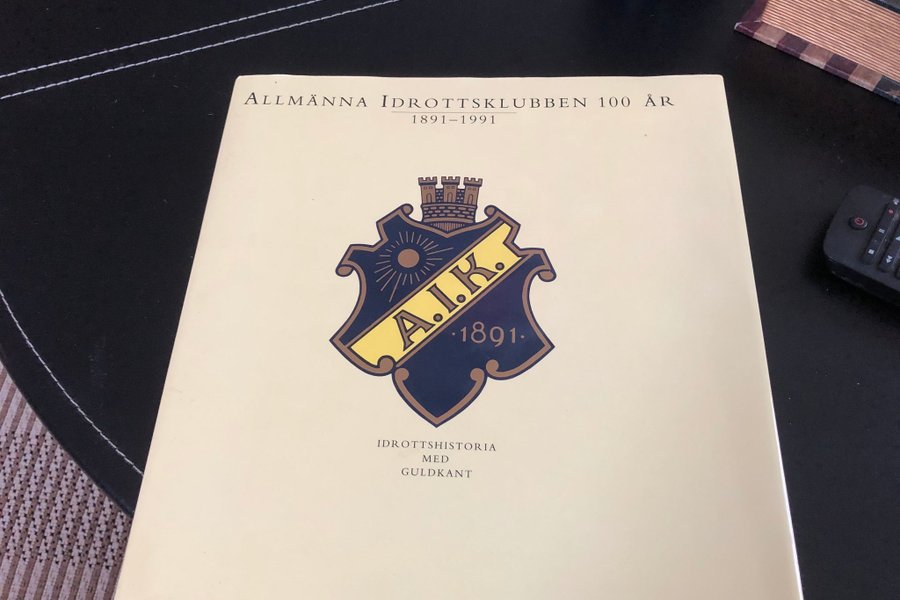 ALLMÄNNA IDROTTSKLUBBEN 100 ÅR
1891–1991
A.I.K.
·1891·
IDROTTSHISTORIA
MED
GULDKANT